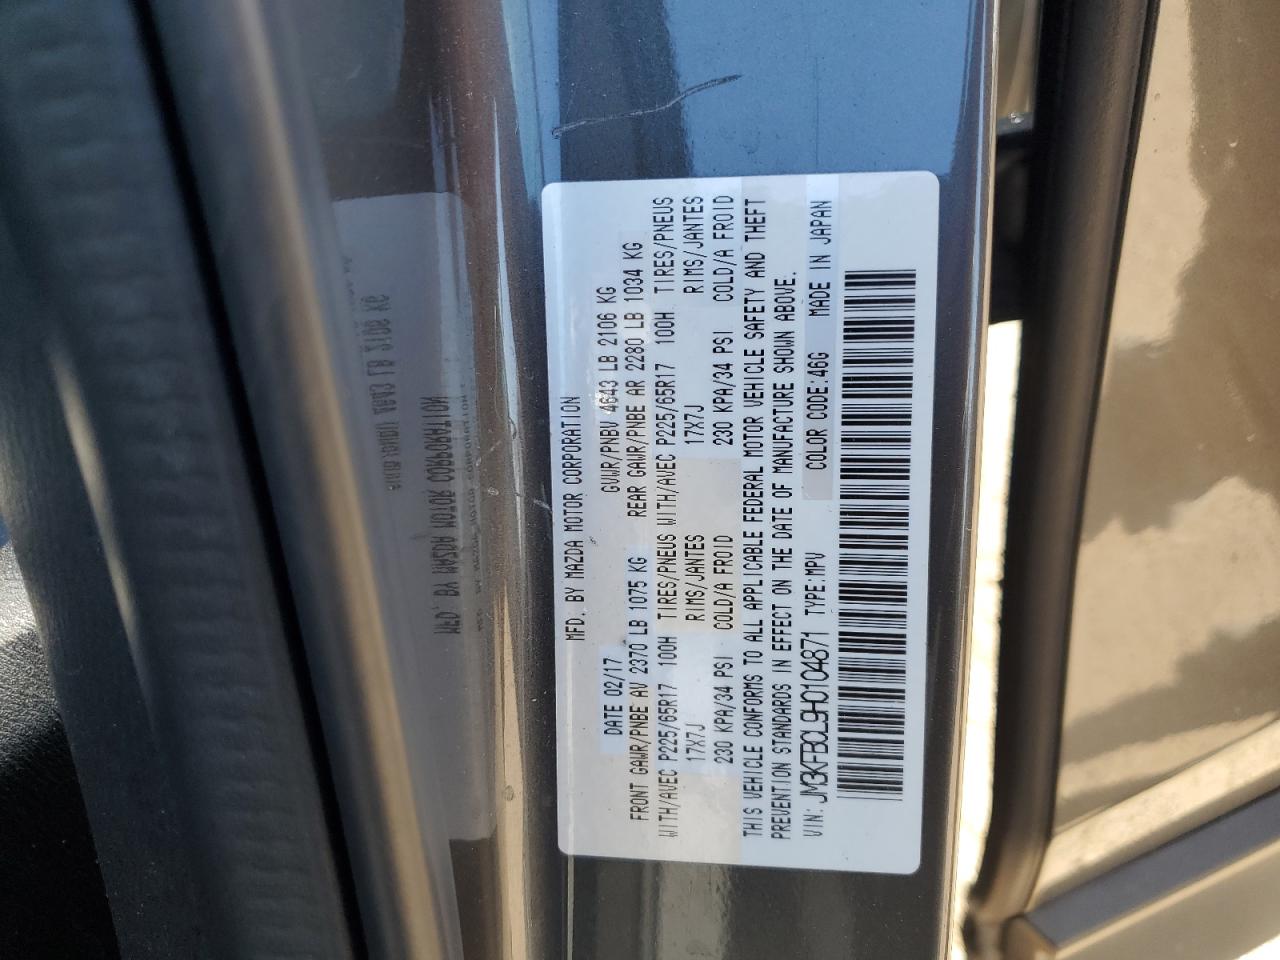 MFD. BY MAZDA MOTOR CORPORATION
DATE 02/17 GVWR/PNBV 4643 LB 2106 KG
FRONT GAWR/PNBE AV 2370 LB 1075 KG REAR GAWR/PNBE AR 2280 LB 1034 KG
WITH/AVEC P225/65R17 100H TIRES/PNEUS WITH/AVEC P225/65R17 100H TIRES/PNEUS
17X7J RIMS/JANTES 17X7J RIMS/JANTES
230 KPA/34 PSI COLD/A FROID 230 KPA/34 PSI COLD/A FROID
THIS VEHICLE CONFORMS TO ALL APPLICABLE FEDERAL MOTOR VEHICLE SAFETY AND THEFT
PREVENTION STANDARDS IN EFFECT ON THE DATE OF MANUFACTURE SHOWN ABOVE.
VIN: JM3KFBCL9H0104871 TYPE:MPV COLOR CODE:46G MADE IN JAPAN